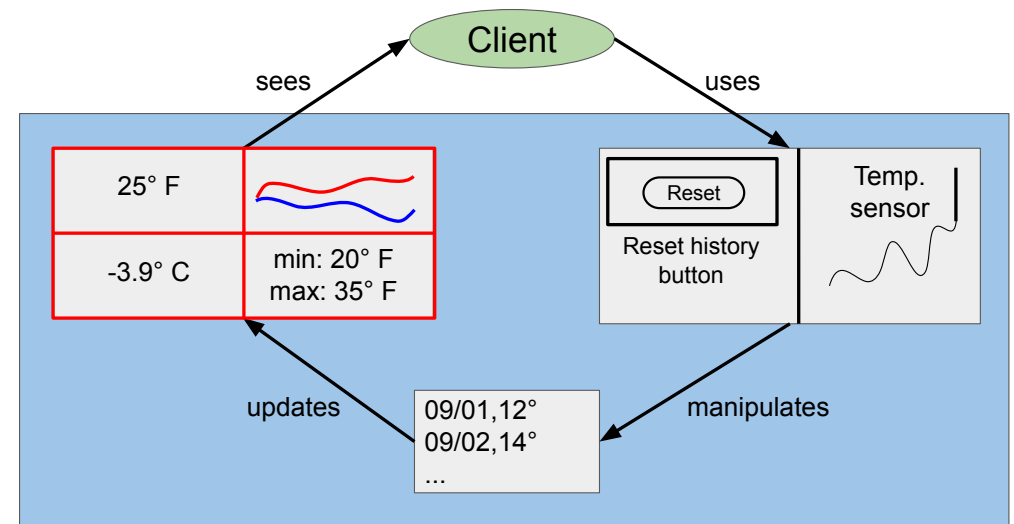 Client
sees
uses
25° F
-3.9° C
min: 20° F
max: 35° F
Reset
Reset history
button
Temp.
sensor
updates
manipulates
09/01,12°
09/02,14°
...